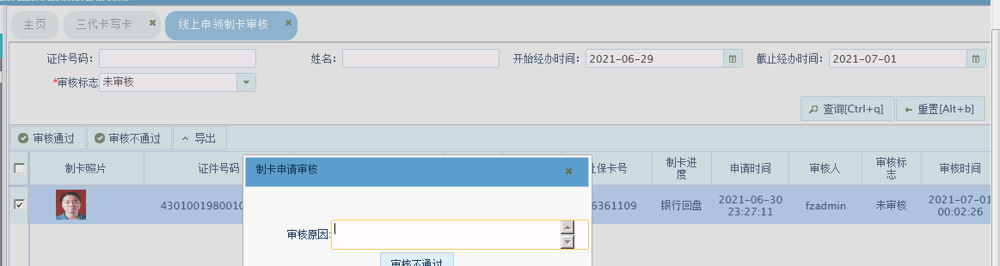 主页 三代卡写卡 线上申领制卡审核
证件号码: 姓名: 开始经办时间: 2021-06-29 截止经办时间: 2021-07-01
*审核标志 未审核
查询[Ctrl+q] 重置[Alt+b]
审核通过 审核不通过 导出
制卡照片 证件号码 保卡号 制卡进度 申请时间 审核人 审核标志 审核时间
4301001980010 6361109 银行回盘 2021-06-30 23:27:11 fzadmin 未审核 2021-07-01 00:02:26
制卡申请审核
审核原因:
审核不通过